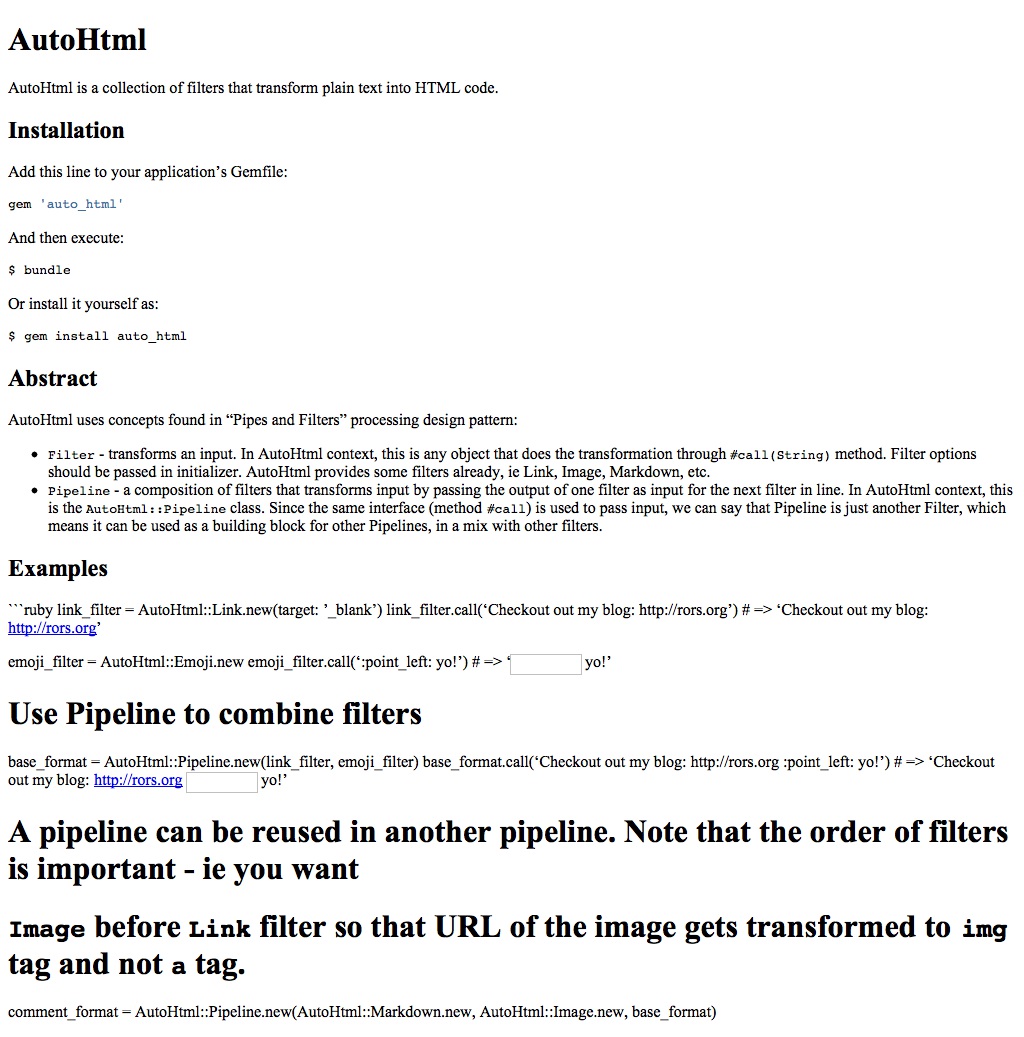 AutoHtml
AutoHtml is a collection of filters that transform plain text into HTML code.
Installation
Add this line to your application’s Gemfile:
gem 'auto_html'
And then execute:
$ bundle
Or install it yourself as:
$ gem install auto_html
Abstract
AutoHtml uses concepts found in “Pipes and Filters” processing design pattern:
• Filter - transforms an input. In AutoHtml context, this is any object that does the transformation through #call(String) method. Filter options
should be passed in initializer. AutoHtml provides some filters already, ie Link, Image, Markdown, etc.
• Pipeline - a composition of filters that transforms input by passing the output of one filter as input for the next filter in line. In AutoHtml context, this
is the AutoHtml::Pipeline class. Since the same interface (method #call) is used to pass input, we can say that Pipeline is just another Filter, which
means it can be used as a building block for other Pipelines, in a mix with other filters.
Examples
```ruby link_filter = AutoHtml::Link.new(target: ’_blank’) link_filter.call(‘Checkout out my blog: http://rors.org’) # => ‘Checkout out my blog:
http://rors.org’
emoji_filter = AutoHtml::Emoji.new emoji_filter.call(‘:point_left: yo!’) # => ‘ yo!’
Use Pipeline to combine filters
base_format = AutoHtml::Pipeline.new(link_filter, emoji_filter) base_format.call(‘Checkout out my blog: http://rors.org :point_left: yo!’) # => ‘Checkout
out my blog: http://rors.org yo!’
A pipeline can be reused in another pipeline. Note that the order of filters
is important - ie you want
Image before Link filter so that URL of the image gets transformed to img
tag and not a tag.
comment_format = AutoHtml::Pipeline.new(AutoHtml::Markdown.new, AutoHtml::Image.new, base_format)